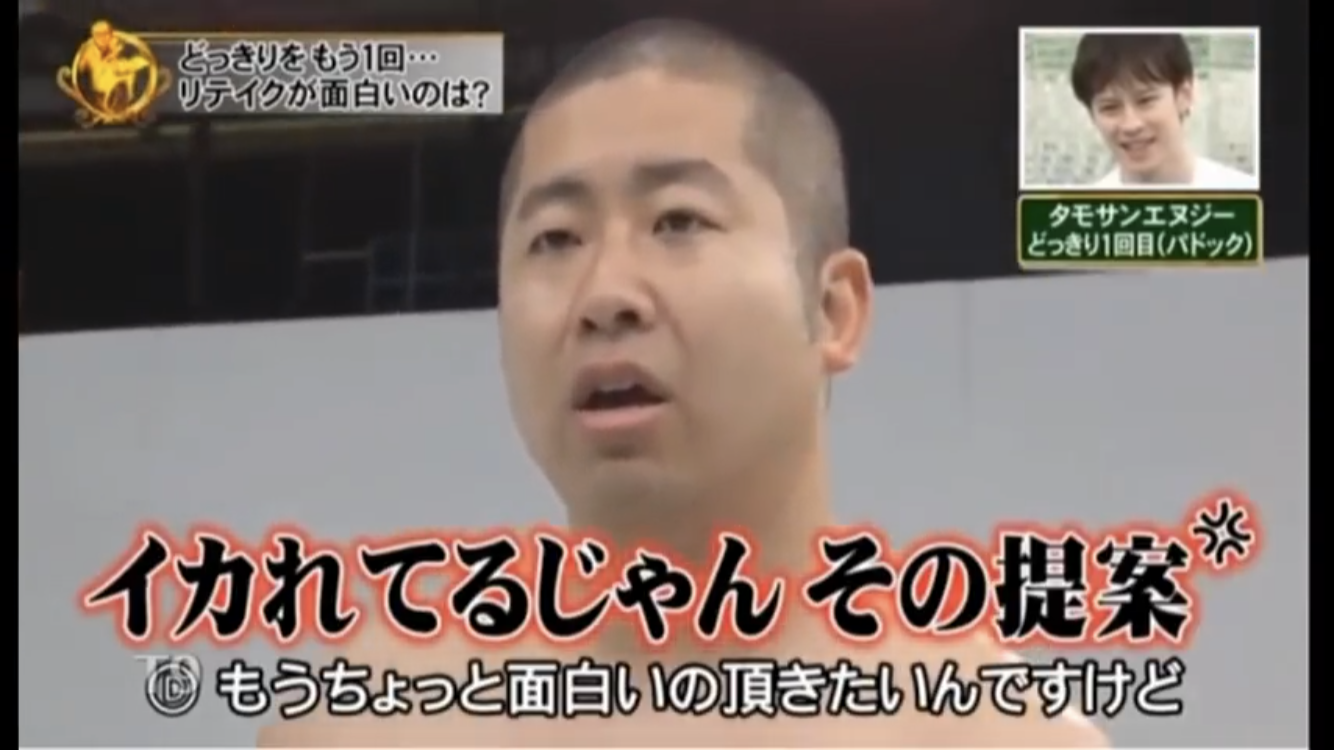 どっきりを もう1回…
リテイクが面白いのは?
タモサンエヌジー
どっきり1回目(パドック)
イカれてるじゃん その提案
D もうちょっと面白いの頂きたいんですけど